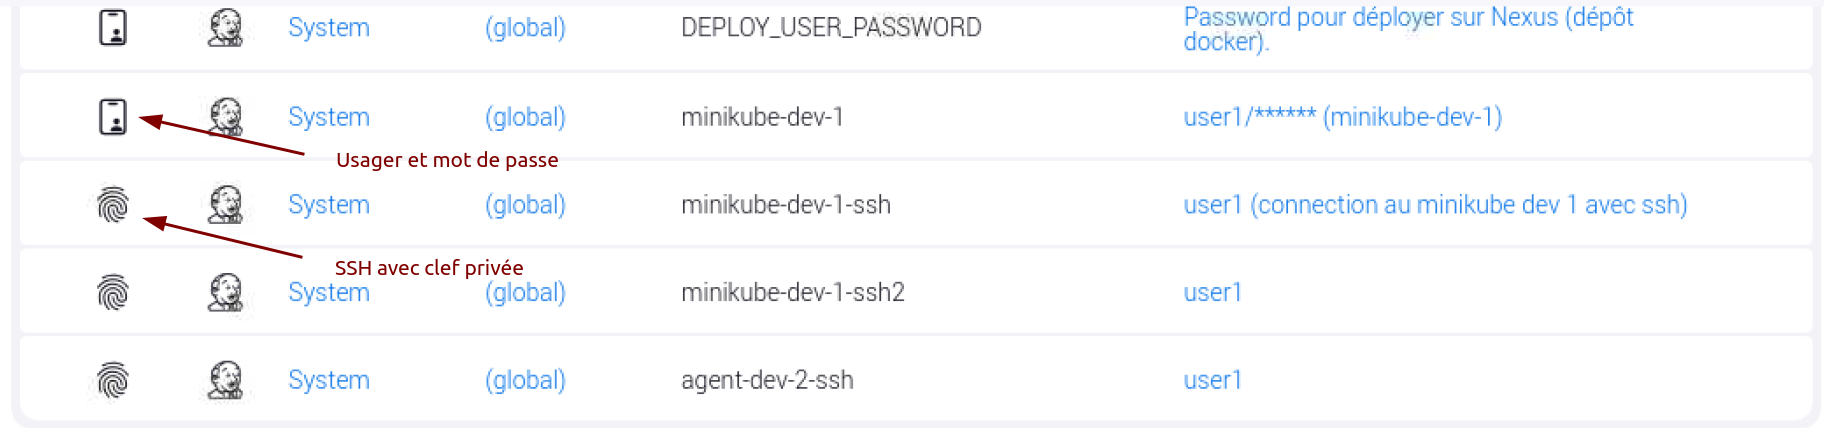 System (global) DEPLOY_USER_PASSWORD Password pour déployer sur Nexus (dépôt
docker).
System (global) minikube-dev-1 user1/****** (minikube-dev-1)
Usager et mot de passe
System (global) minikube-dev-1-ssh user1 (connection au minikube dev 1 avec ssh)
SSH avec clef privée
System (global) minikube-dev-1-ssh2 user1
System (global) agent-dev-2-ssh user1